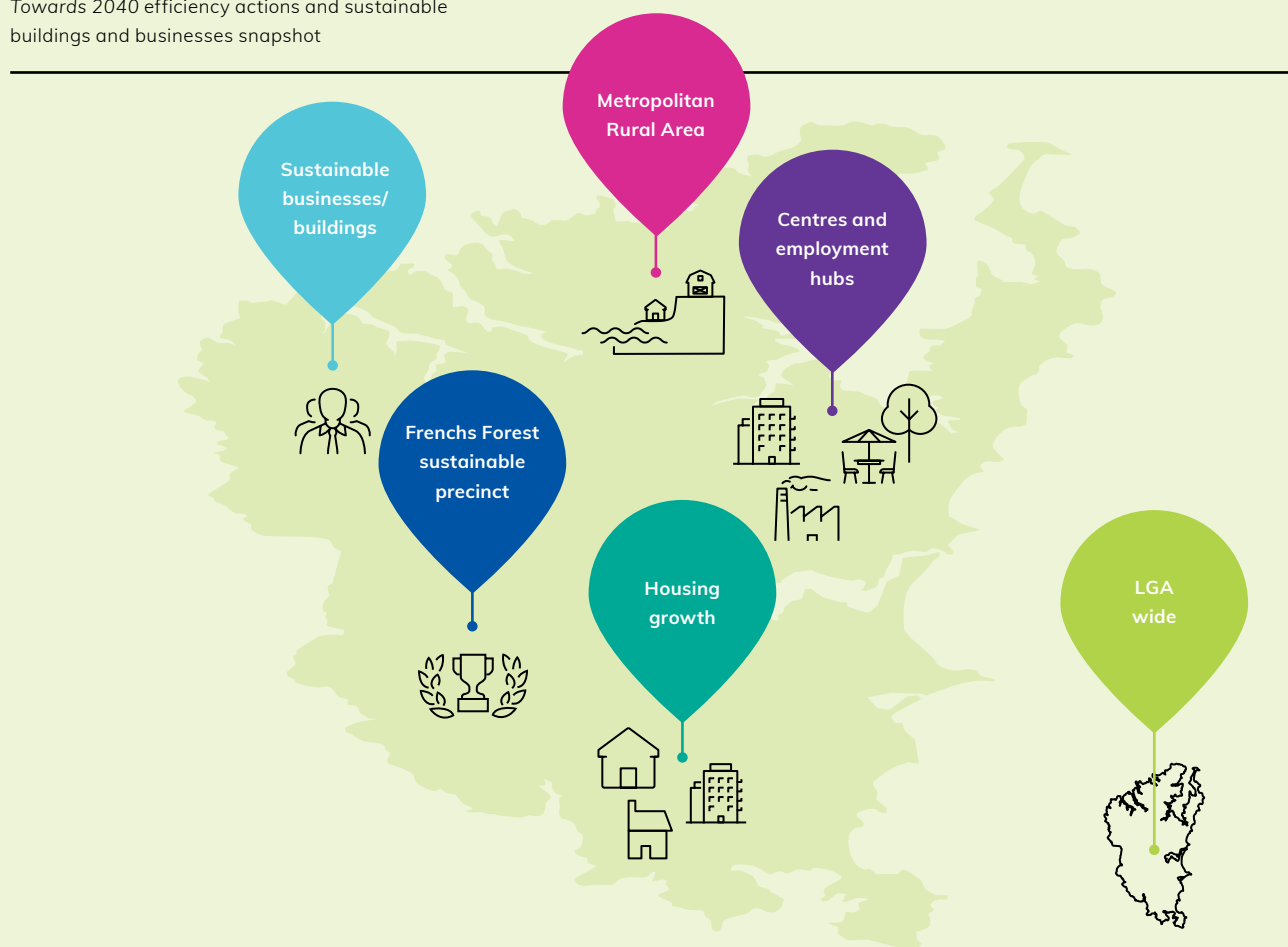 Towards 2040 efficiency actions and sustainable
buildings and businesses snapshot
Metropolitan
Rural Area
Sustainable
businesses/
buildings
Centres and
employment
hubs
Frenchs Forest
sustainable
precinct
Housing
growth
LGA
wide